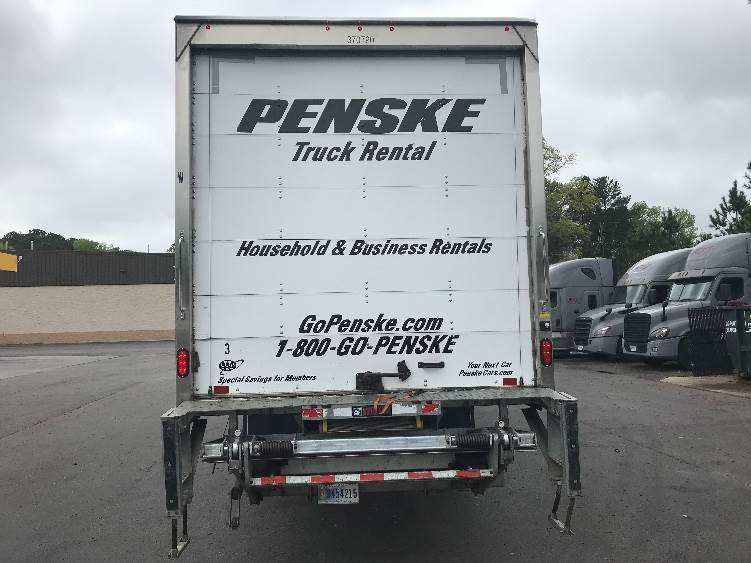 370790
PENSKE
Truck Rental
Household & Business Rentals
GoPenske.com
1-800-GO-PENSKE
3
AAA
Special Savings for Members
Your Next Car
PenskeCars.com